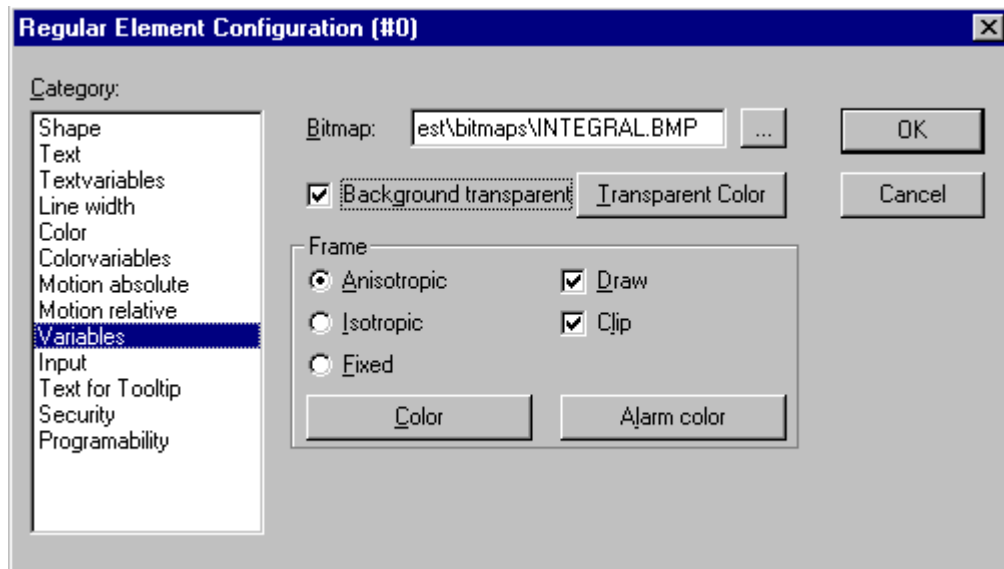 Regular Element Configuration (#0)
Category:
Shape
Text
Textvariables
Line width
Color
Colorvariables
Motion absolute
Motion relative
Variables
Input
Text for Tooltip
Security
Programability
Bitmap: est\bitmaps\INTEGRAL.BMP ... OK
Background transparent Transparent Color Cancel
Frame
Anisotropic Draw
Isotropic Clip
Fixed
Color Alarm color